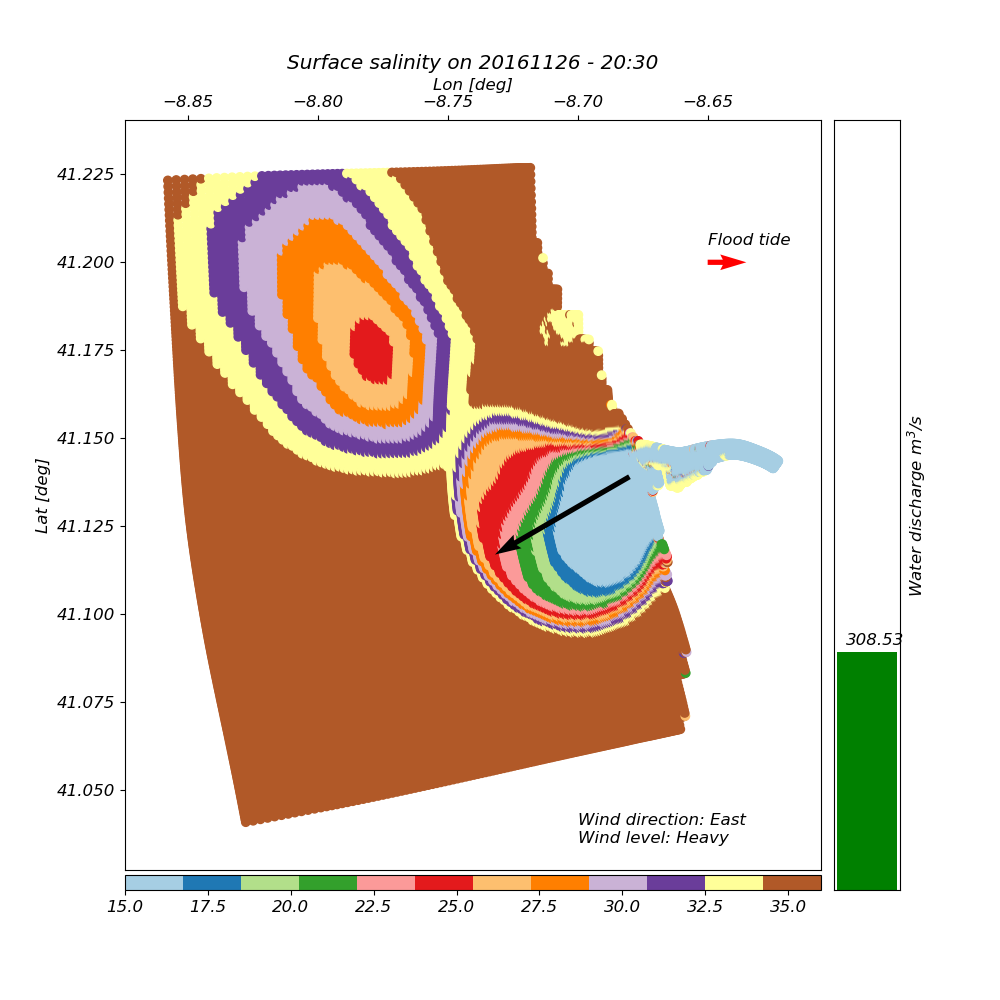 Surface salinity on 20161126 - 20:30
Lon [deg]
−8.85 −8.80 −8.75 −8.70 −8.65
41.225
41.200
41.175
41.150
41.125
41.100
41.075
41.050
Lat [deg]
Flood tide
Wind direction: East
Wind level: Heavy
15.0 17.5 20.0 22.5 25.0 27.5 30.0 32.5 35.0
308.53
Water discharge m³/s